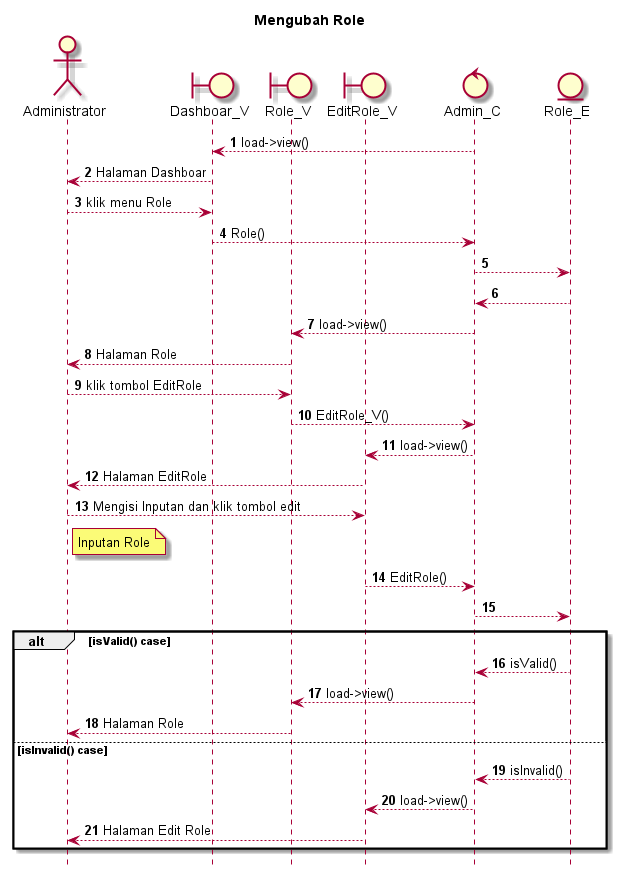 Mengubah Role
Administrator
Dashboar_V
Role_V
EditRole_V
Admin_C
Role_E
1 load->view()
2 Halaman Dashboar
3 klik menu Role
4 Role()
5
6
7 load->view()
8 Halaman Role
9 klik tombol EditRole
10 EditRole_V()
11 load->view()
12 Halaman EditRole
13 Mengisi Inputan dan klik tombol edit
Inputan Role
14 EditRole()
15
alt [isValid() case]
16 isValid()
17 load->view()
18 Halaman Role
[isInvalid() case]
19 isInvalid()
20 load->view()
21 Halaman Edit Role